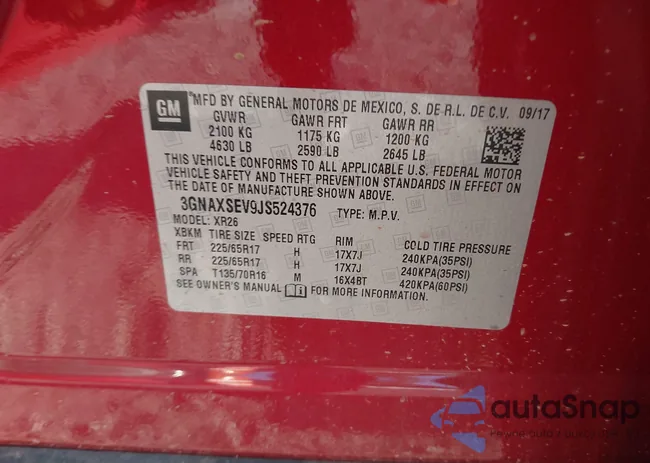 GM
MFD BY GENERAL MOTORS DE MEXICO, S. DE R.L. DE C.V. 09/17
GVWR GAWR FRT GAWR RR
2100 KG 1175 KG 1200 KG
4630 LB 2590 LB 2645 LB
THIS VEHICLE CONFORMS TO ALL APPLICABLE U.S. FEDERAL MOTOR
VEHICLE SAFETY AND THEFT PREVENTION STANDARDS IN EFFECT ON
THE DATE OF MANUFACTURE SHOWN ABOVE.
3GNAXSEV9JS524376 TYPE: M.P.V.
MODEL: XR26
XBKM TIRE SIZE SPEED RTG RIM COLD TIRE PRESSURE
FRT 225/65R17 H 17X7J 240KPA(35PSI)
RR 225/65R17 H 17X7J 240KPA(35PSI)
SPA T135/70R16 M 16X4BT 420KPA(60PSI)
SEE OWNER'S MANUAL FOR MORE INFORMATION.
autaSnap